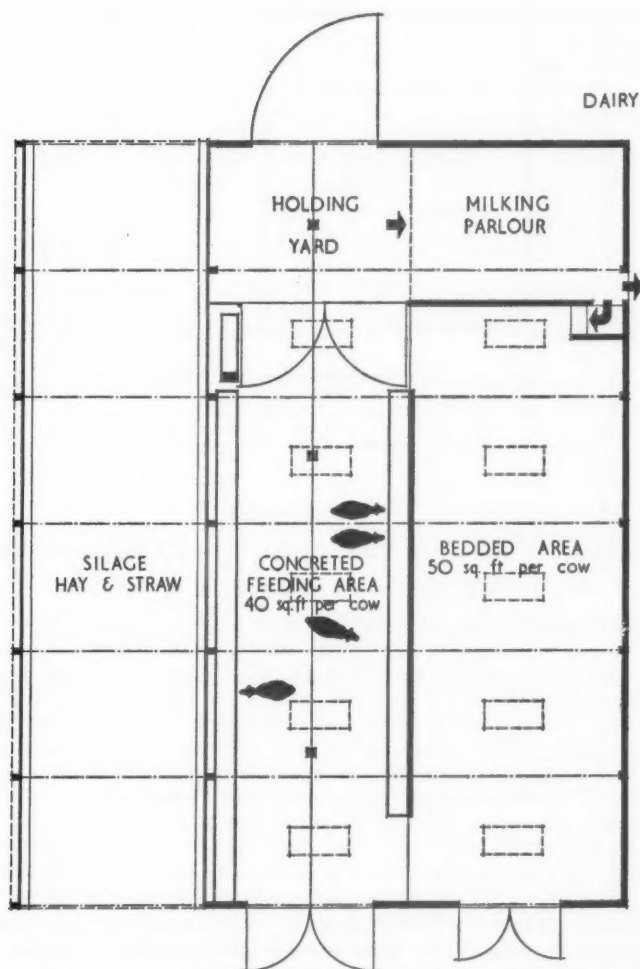 DAIRY
HOLDING
YARD
MILKING
PARLOUR
SILAGE
HAY & STRAW
CONCRETED
FEEDING AREA
40 sq.ft per cow
BEDDED AREA
50 sq. ft per cow